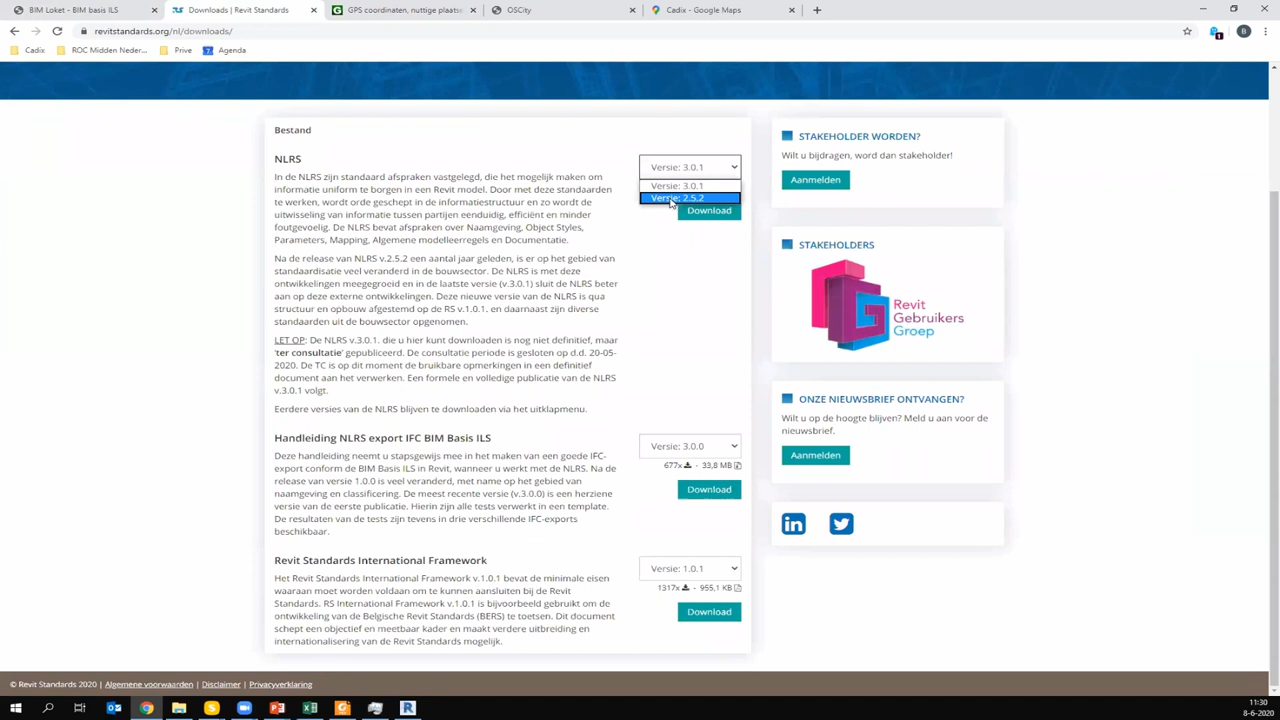 BIM Loket - BIM basis ILS
Downloads | Revit Standards
GPS coordinaten, nuttige plaatse
OSCity
Cadix - Google Maps
revitstandards.org/nl/downloads/
1
B
Cadix
ROC Midden Neder...
Prive
Agenda
Bestand
NLRS
In de NLRS zijn standaard afspraken vastgelegd, die het mogelijk maken om
informatie uniform te borgen in een Revit model. Door met deze standaarden
te werken, wordt orde geschept in de informatiestructuur en zo wordt de
uitwisseling van informatie tussen partijen eenduidig, efficiënt en minder
foutgevoelig. De NLRS bevat afspraken over Naamgeving, Object Styles,
Parameters, Mapping, Algemene modelleerregels en Documentatie.
Na de release van NLRS v.2.5.2 een aantal jaar geleden, is er op het gebied van
standaardisatie veel veranderd in de bouwsector. De NLRS is met deze
ontwikkelingen meegegroeid en in de laatste versie (v.3.0.1) sluit de NLRS beter
aan op deze externe ontwikkelingen. Deze nieuwe versie van de NLRS is qua
structuur en opbouw afgestemd op de RS v.1.0.1. en daarnaast zijn diverse
standaarden uit de bouwsector opgenomen.
LET OP: De NLRS v.3.0.1. die u hier kunt downloaden is nog niet definitief, maar
'ter consultatie' gepubliceerd. De consultatie periode is gesloten op d.d. 20-05-
2020. De TC is op dit moment de bruikbare opmerkingen in een definitief
document aan het verwerken. Een formele en volledige publicatie van de NLRS
v.3.0.1 volgt.
Eerdere versies van de NLRS blijven te downloaden via het uitklapmenu.
Versie: 3.0.1
Versie: 3.0.1
Versie: 2.5.2
Download
Handleiding NLRS export IFC BIM Basis ILS
Deze handleiding neemt u stapsgewijs mee in het maken van een goede IFC-
export conform de BIM Basis ILS in Revit, wanneer u werkt met de NLRS. Na de
release van versie 1.0.0 is veel veranderd, met name op het gebied van
naamgeving en classificering. De meest recente versie (v.3.0.0) is een herziene
versie van de eerste publicatie. Hierin zijn alle tests verwerkt in een template.
De resultaten van de tests zijn tevens in drie verschillende IFC-exports
beschikbaar.
Versie: 3.0.0
677x - 33,8 MB
Download
Revit Standards International Framework
Het Revit Standards International Framework v.1.0.1 bevat de minimale eisen
waaraan moet worden voldaan om te kunnen aansluiten bij de Revit
Standards. RS International Framework v.1.0.1 is bijvoorbeeld gebruikt om de
ontwikkeling van de Belgische Revit Standards (BERS) te toetsen. Dit document
schept een objectief en meetbaar kader en maakt verdere uitbreiding en
internationalisering van de Revit Standards mogelijk.
Versie: 1.0.1
1317x - 955,1 KB
Download
STAKEHOLDER WORDEN?
Wilt u bijdragen, word dan stakeholder!
Aanmelden
STAKEHOLDERS
Revit
Gebruikers
Groep
ONZE NIEUWSBRIEF ONTVANGEN?
Wilt u op de hoogte blijven? Meld u aan voor de
nieuwsbrief.
Aanmelden
© Revit Standards 2020 | Algemene voorwaarden | Disclaimer | Privacyverklaring
11:30
8-6-2020